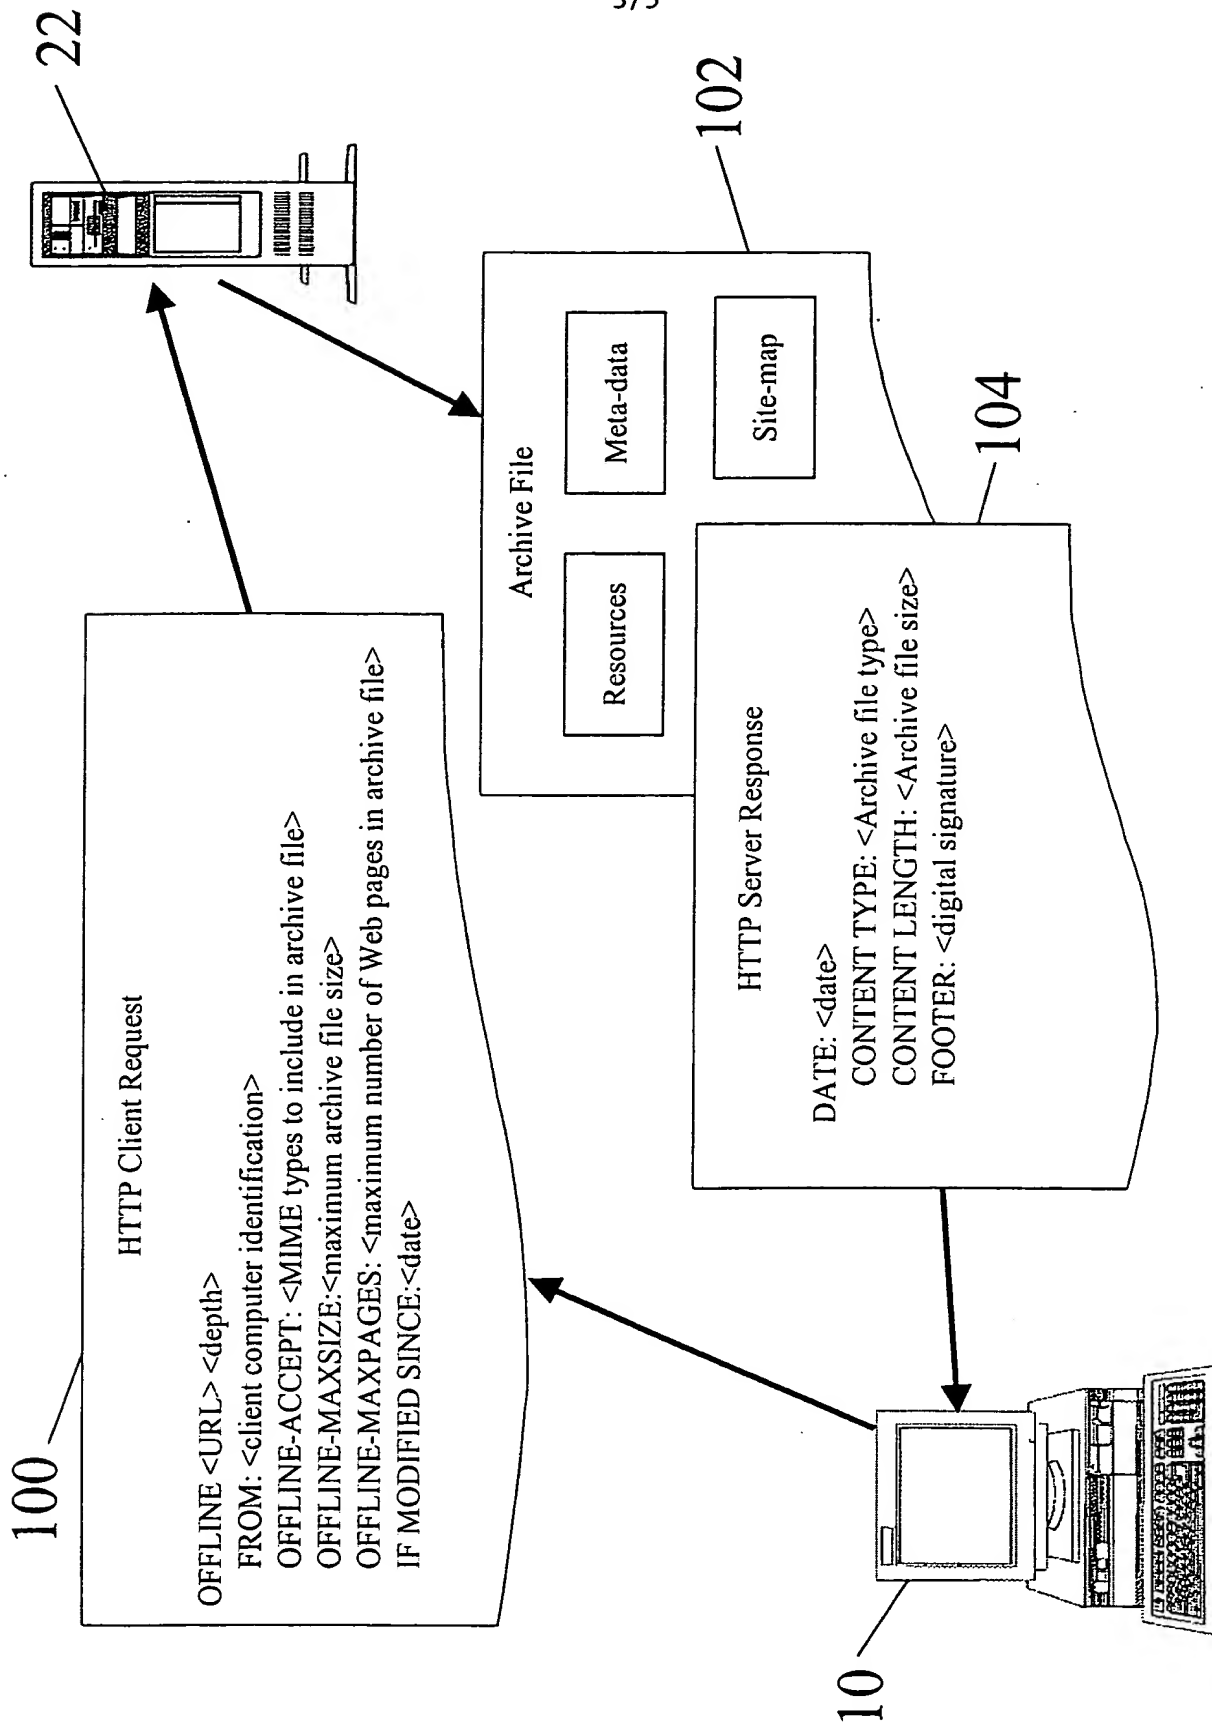 3/5
100
HTTP Client Request
OFFLINE <URL> <depth>
FROM: <client computer identification>
OFFLINE-ACCEPT: <MIME types to include in archive file>
OFFLINE-MAXSIZE:<maximum archive file size>
OFFLINE-MAXPAGES: <maximum number of Web pages in archive file>
IF MODIFIED SINCE:<date>
22
Archive File
Resources
Meta-data
Site-map
102
HTTP Server Response
DATE: <date>
CONTENT TYPE: <Archive file type>
CONTENT LENGTH: <Archive file size>
FOOTER: <digital signature>
104
10